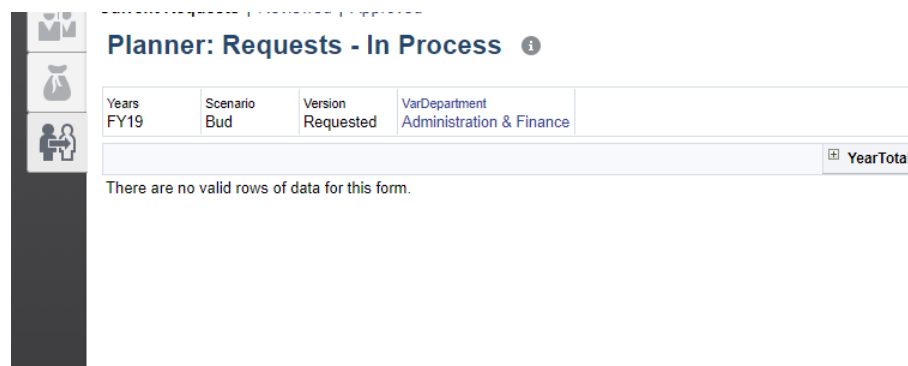 Planner: Requests - In Process
Years Scenario Version VarDepartment
FY19 Bud Requested Administration & Finance
YearTotal
There are no valid rows of data for this form.